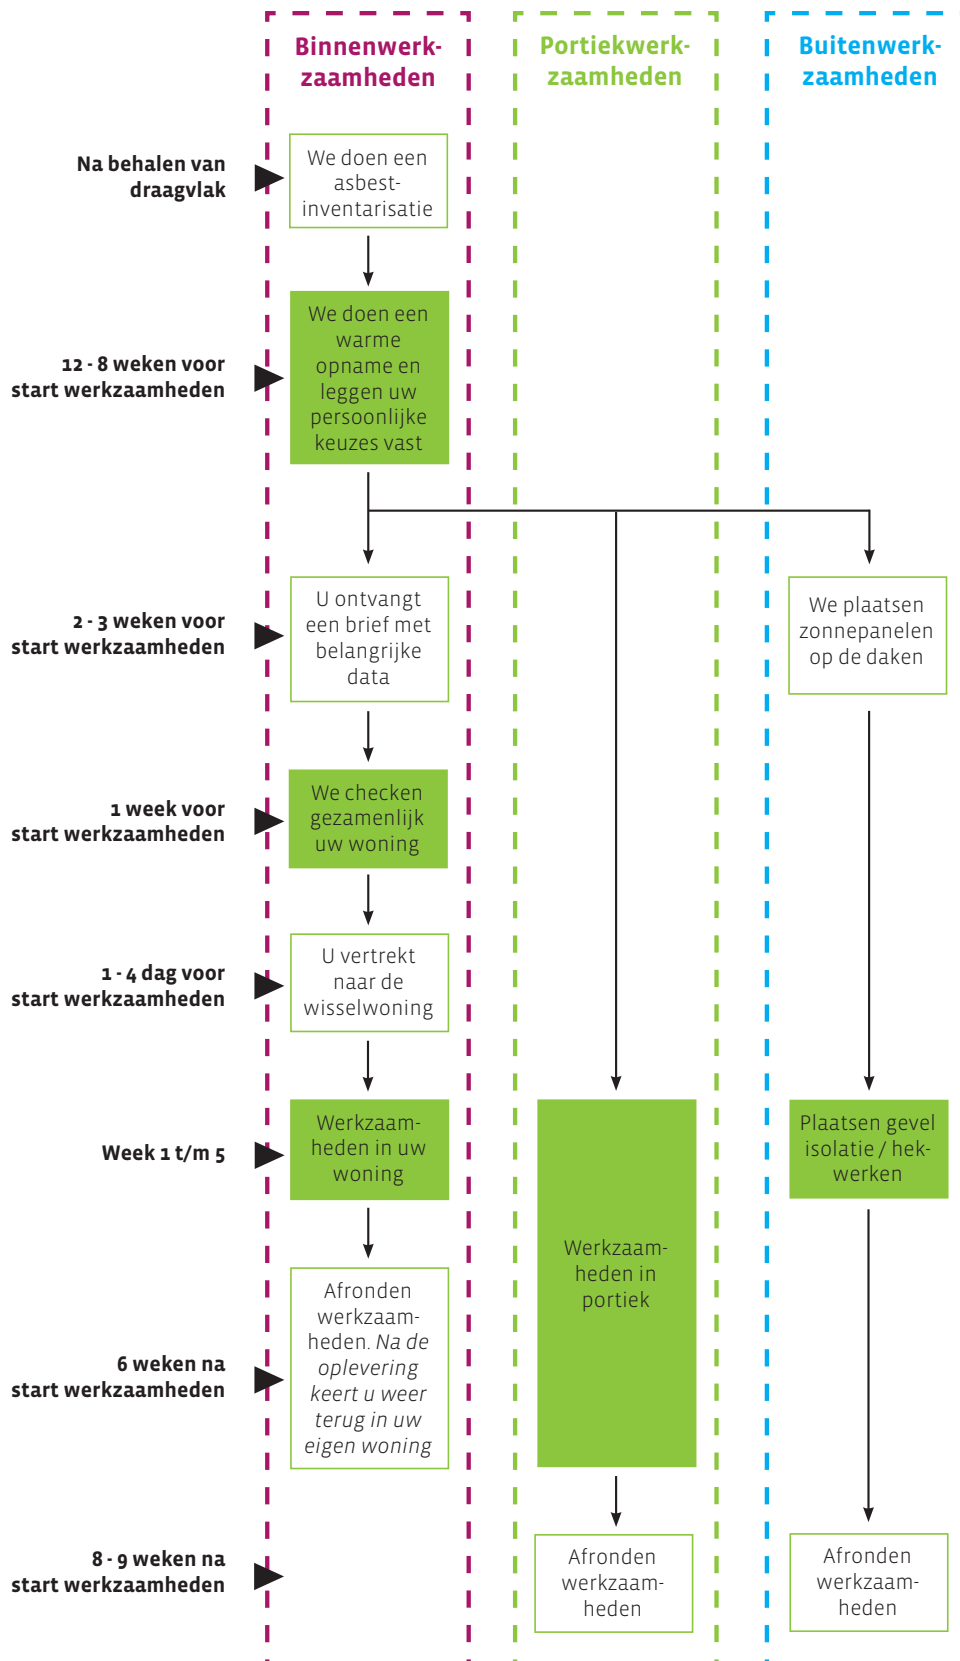 Binnenwerk-
zaamheden
Portiekwerk-
zaamheden
Buitenwerk-
zaamheden
Na behalen van
draagvlak
We doen een
asbest-
inventarisatie
12 - 8 weken voor
start werkzaamheden
We doen een
warme
opname en
leggen uw
persoonlijke
keuzes vast
2 - 3 weken voor
start werkzaamheden
U ontvangt
een brief met
belangrijke
data
We plaatsen
zonnepanelen
op de daken
1 week voor
start werkzaamheden
We checken
gezamenlijk
uw woning
1 - 4 dag voor
start werkzaamheden
U vertrekt
naar de
wisselwoning
Week 1 t/m 5
Werkzaam-
heden in uw
woning
Werkzaam-
heden in
portiek
Plaatsen gevel
isolatie / hek-
werken
6 weken na
start werkzaamheden
Afronden
werkzaam-
heden. Na de
oplevering
keert u weer
terug in uw
eigen woning
8 - 9 weken na
start werkzaamheden
Afronden
werkzaam-
heden
Afronden
werkzaam-
heden